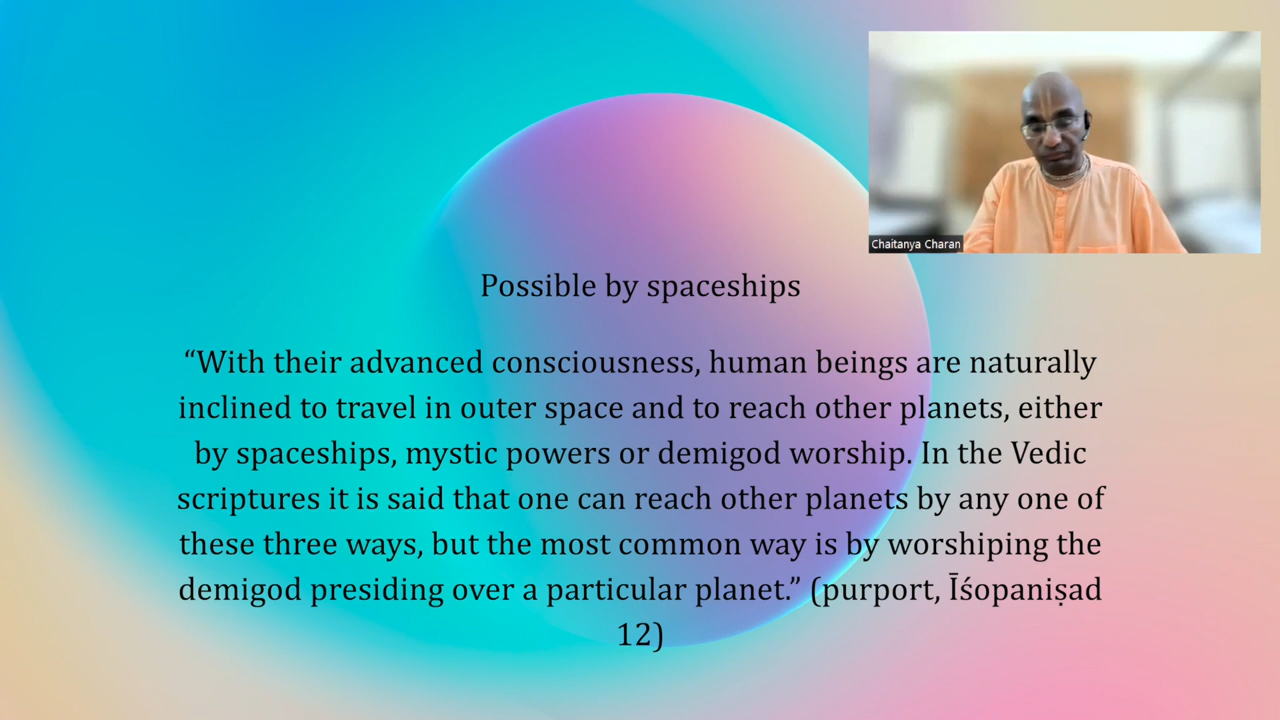 Chaitanya Charan
Possible by spaceships
“With their advanced consciousness, human beings are naturally
inclined to travel in outer space and to reach other planets, either
by spaceships, mystic powers or demigod worship. In the Vedic
scriptures it is said that one can reach other planets by any one of
these three ways, but the most common way is by worshiping the
demigod presiding over a particular planet.” (purport, Īśopaniṣad
12)